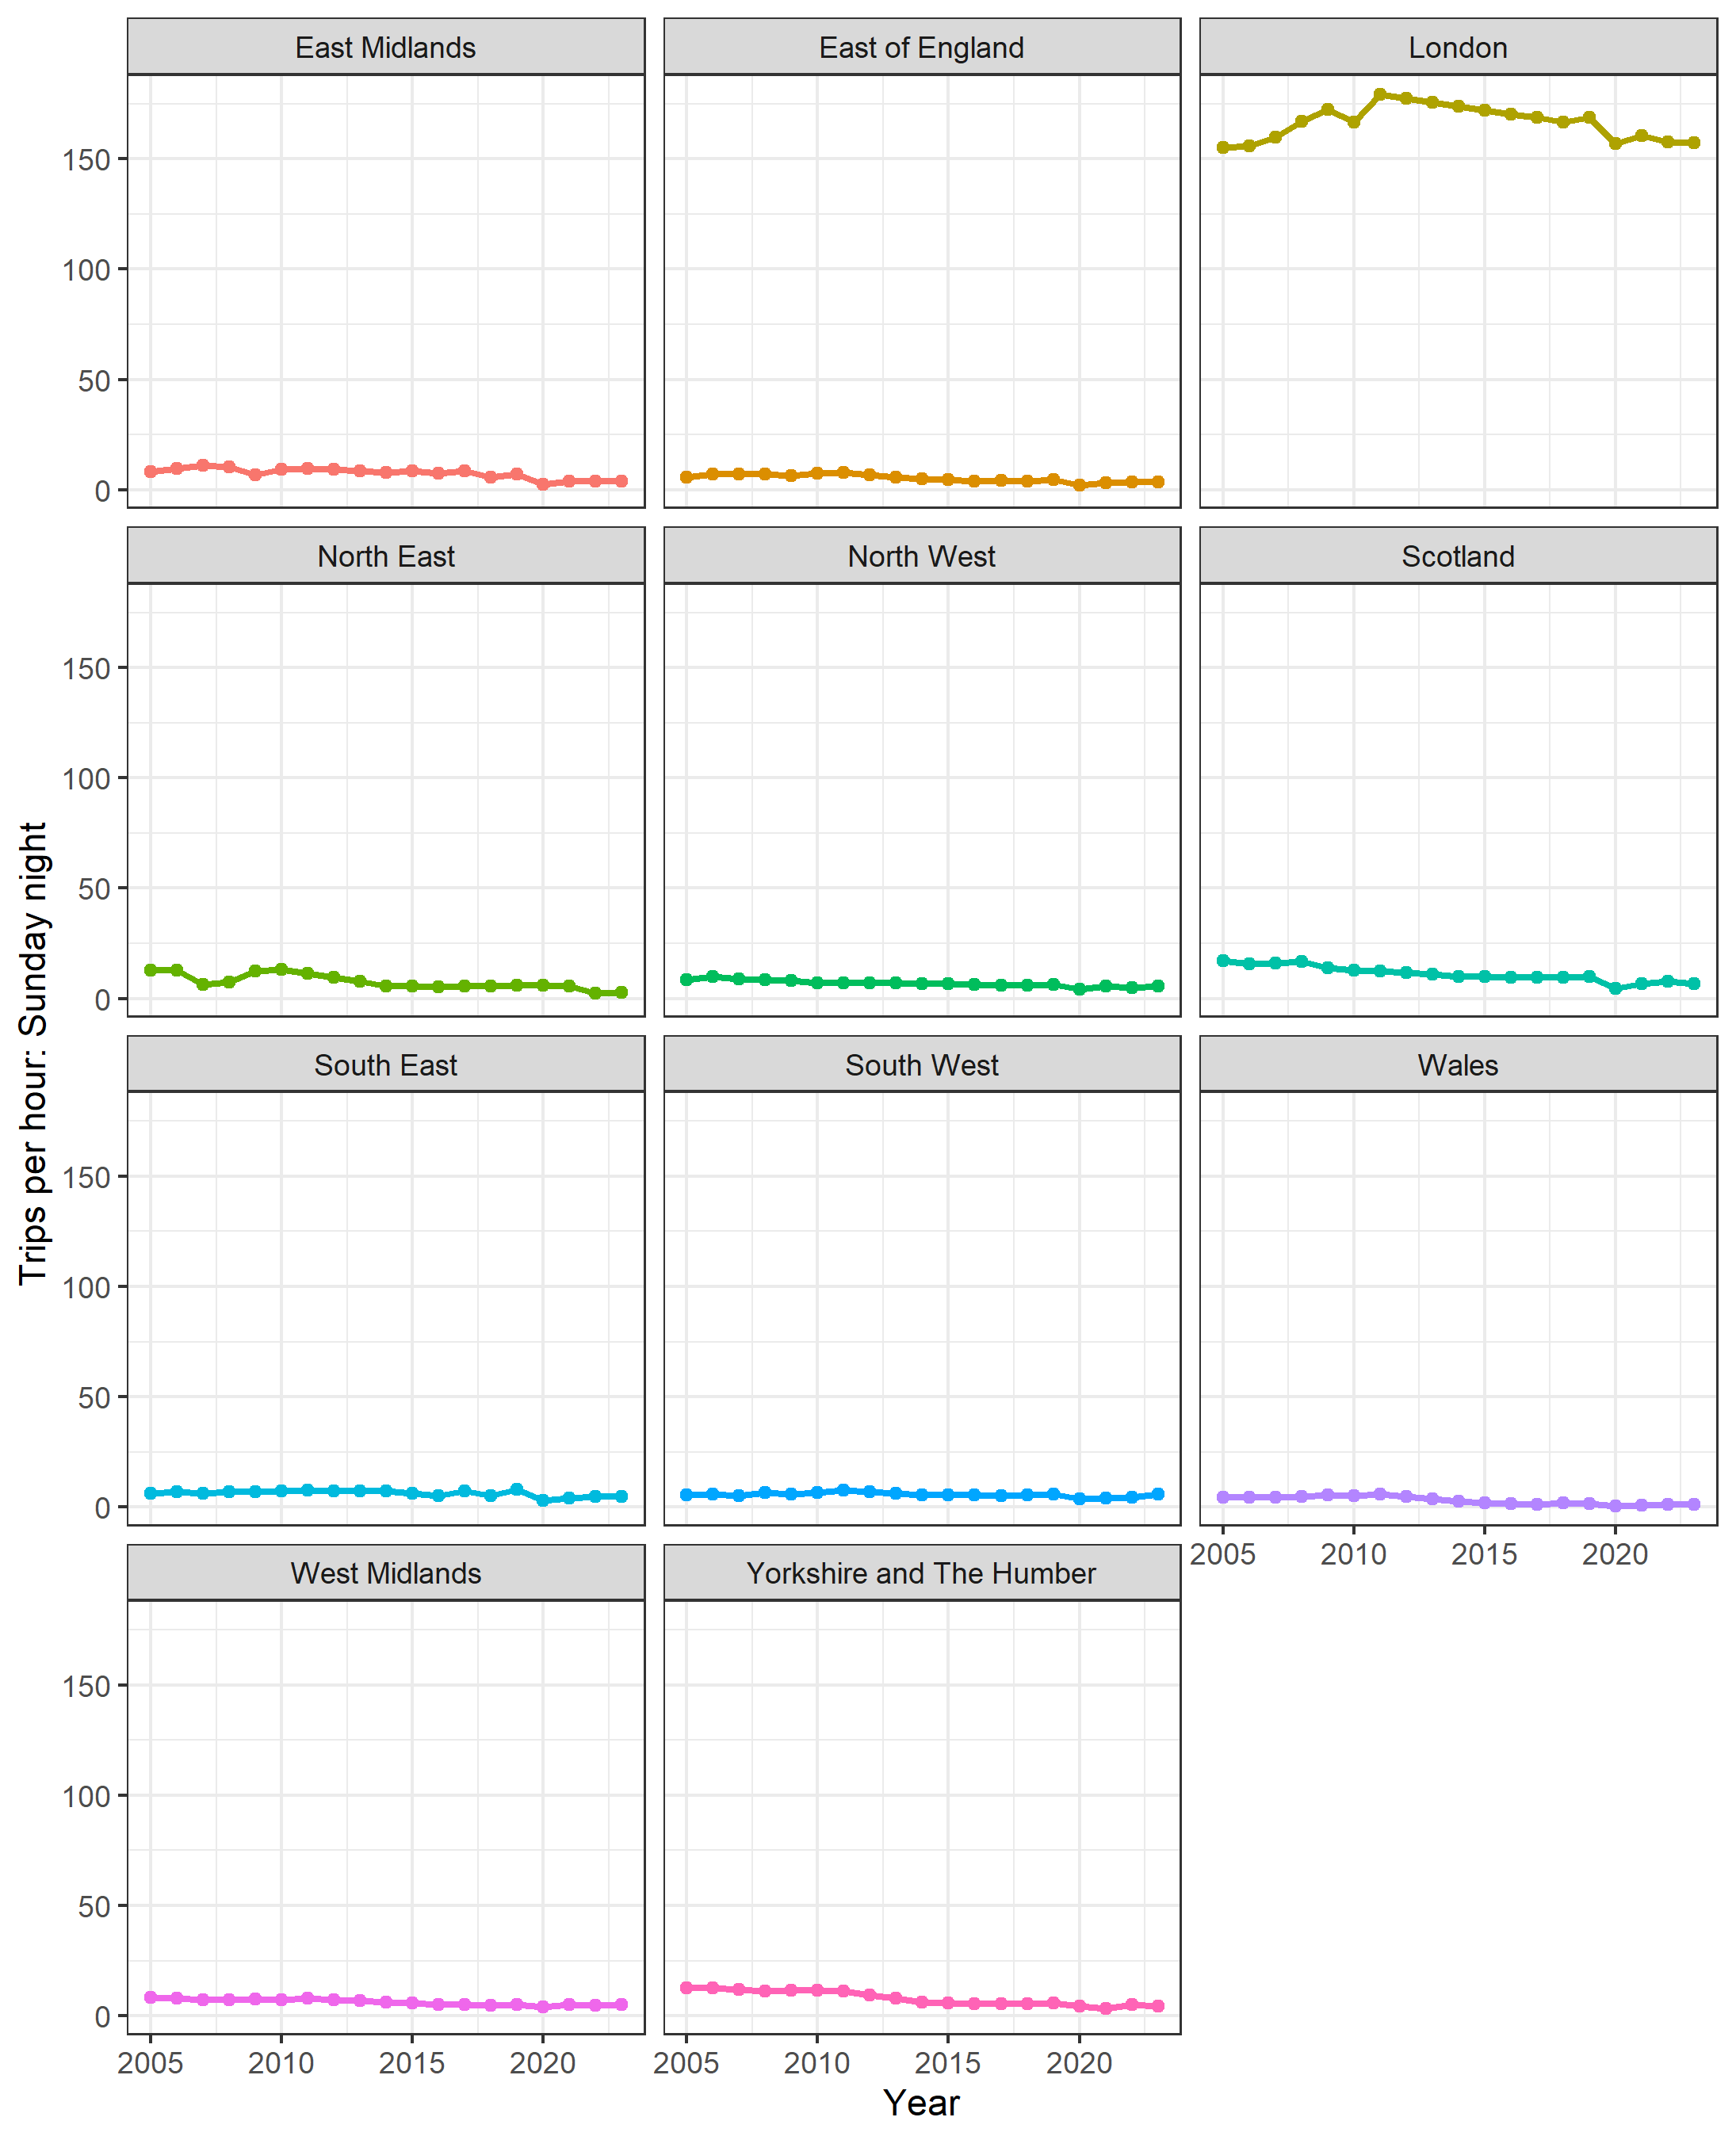 East Midlands
East of England
London
150
100
50
0
North East
North West
Scotland
150
100
50
0
South East
South West
Wales
150
100
50
0
2005 2010 2015 2020
West Midlands
Yorkshire and The Humber
150
100
50
0
2005 2010 2015 2020
2005 2010 2015 2020
Year
Trips per hour: Sunday night